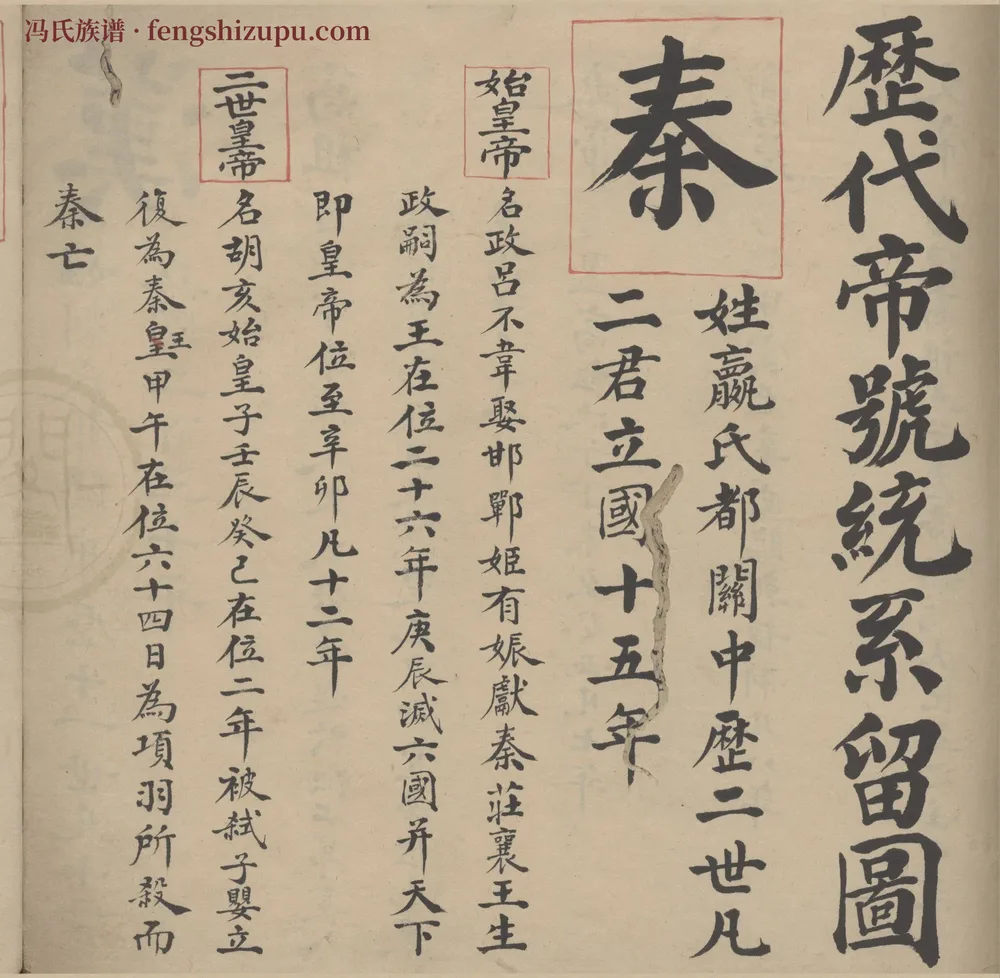 冯氏族谱 · fengshizupu.com
歷代帝號統系留圖
秦
姓嬴氏都關中歷二世凡
二君立國十五年
始皇帝
名政呂不韋娶邯鄲姬有娠獻秦莊襄王生
政嗣為王在位二十六年庚辰滅六國并天下
即皇帝位至辛卯凡十二年
二世皇帝
名胡亥始皇子壬辰癸巳在位二年被弒子嬰立
復為秦皇王甲午在位六十四日為項羽所殺而
秦亡